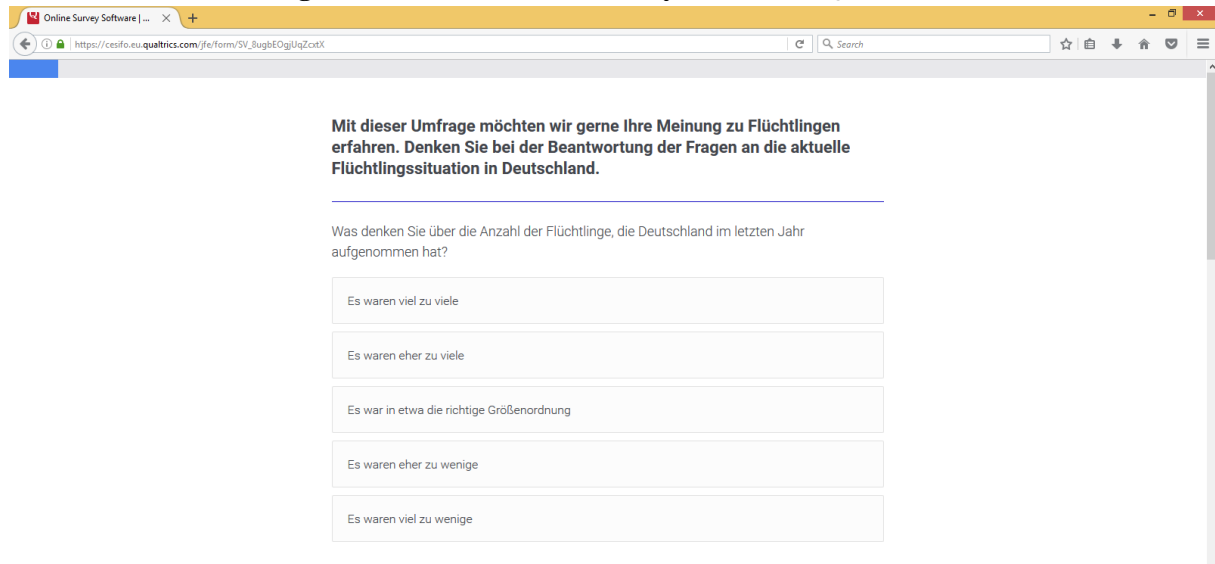 Online Survey Software | ...
https://cesifo.eu.qualtrics.com/jfe/form/SV_8ugbEOgjUqZcxtX
Search
Mit dieser Umfrage möchten wir gerne Ihre Meinung zu Flüchtlingen
erfahren. Denken Sie bei der Beantwortung der Fragen an die aktuelle
Flüchtlingssituation in Deutschland.
Was denken Sie über die Anzahl der Flüchtlinge, die Deutschland im letzten Jahr
aufgenommen hat?
Es waren viel zu viele
Es waren eher zu viele
Es war in etwa die richtige Größenordnung
Es waren eher zu wenige
Es waren viel zu wenige